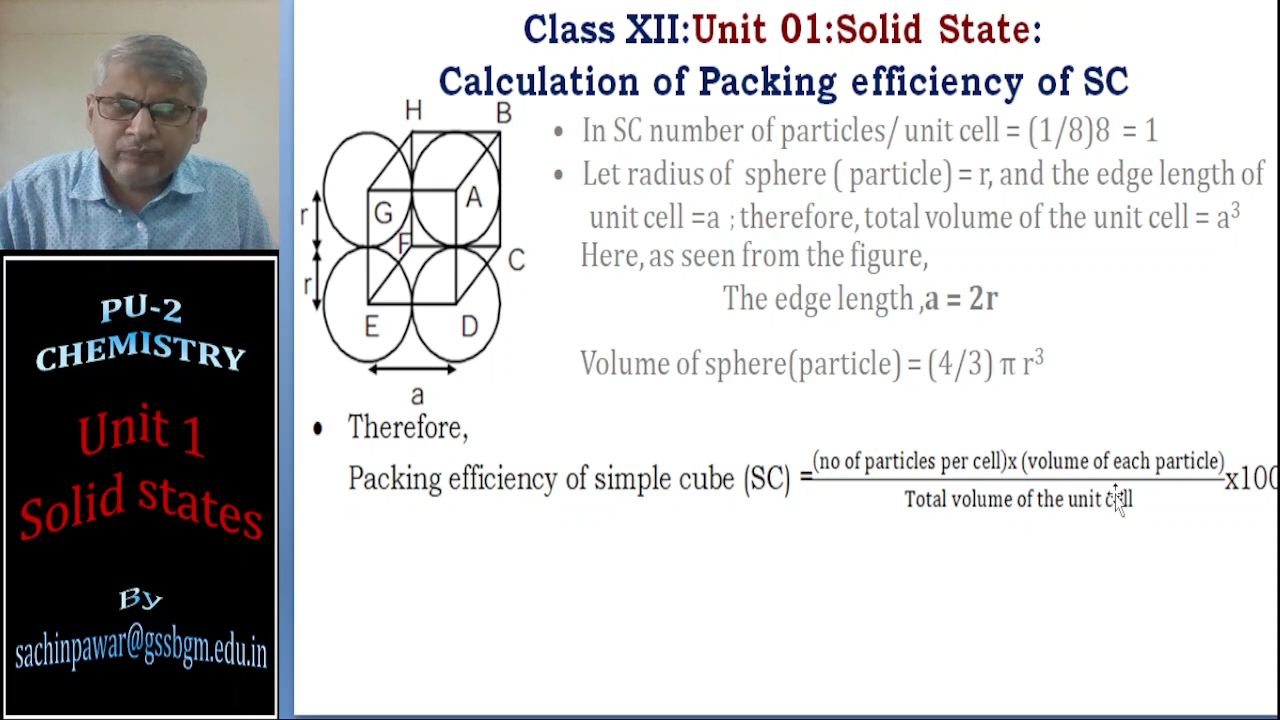 Class XII:Unit 01:Solid State:
Calculation of Packing efficiency of SC
H
B
A
G
F
C
E
D
r
r
a
• In SC number of particles/ unit cell = (1/8)8 = 1
• Let radius of sphere ( particle) = r, and the edge length of
unit cell =a ; therefore, total volume of the unit cell = a³
Here, as seen from the figure,
The edge length ,a = 2r
Volume of sphere(particle) = (4/3) π r³
• Therefore,
Packing efficiency of simple cube (SC) = (no of particles per cell)x (volume of each particle)
Total volume of the unit cell
x100
PU-2
CHEMISTRY
Unit 1
Solid states
By
sachinpawar@gssbgm.edu.in